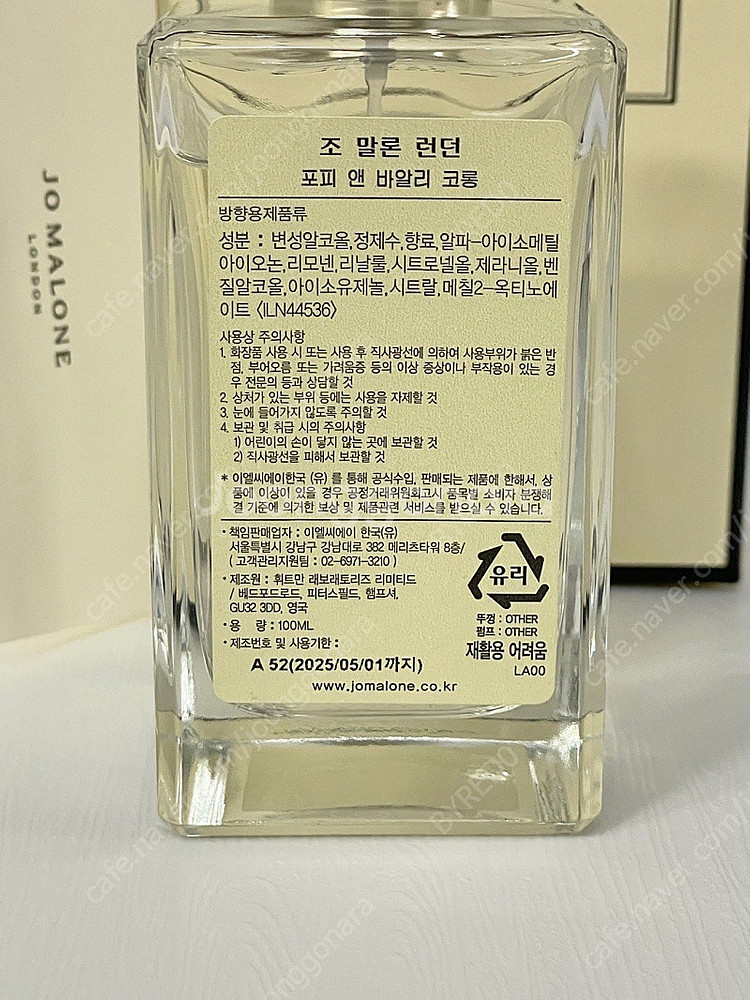 JO MALONE
LONDON
조 말론 런던
포피 앤 바알리 코롱
방향용제품류
성분 : 변성알코올,정제수,향료,알파-아이소메틸
아이오논,리모넨,리날룰,시트로넬올,제라니올,벤
질알코올,아이소유제놀,시트랄,메칠2-옥티노에
이트 <ILN44536>
사용상 주의사항
1. 화장품 사용 시 또는 사용 후 직사광선에 의하여 사용부위가 붉은 반
점, 부어오름 또는 가려움증 등의 이상 증상이나 부작용이 있는 경
우 전문의 등과 상담할 것
2. 상처가 있는 부위 등에는 사용을 자제할 것
3. 눈에 들어가지 않도록 주의할 것
4. 보관 및 취급 시의 주의사항
1) 어린이의 손이 닿지 않는 곳에 보관할 것
2) 직사광선을 피해서 보관할 것
* 이엘씨에이한국 (유) 를 통해 공식수입, 판매되는 제품에 한해서, 상
품에 이상이 있을 경우 공정거래위원회고시 품목별 소비자 분쟁해
결 기준에 의거한 보상 및 제품관련 서비스를 받으실 수 있습니다.
• 책임판매업자 : 이엘씨에이 한국(유)
서울특별시 강남구 강남대로 382 메리츠타워 8층/
( 고객관리지원팀 : 02-6971-3210 )
• 제조원 : 휘트만 래보래토리즈 리미티드
/ 베드포드로드, 피터스필드, 햄프셔,
GU32 3DD, 영국
• 용 량 : 100ML
• 제조번호 및 사용기한 :
A 52(2025/05/01까지)
www.jomalone.co.kr
유리
뚜껑 : OTHER
펌프 : OTHER
재활용 어려움
LA00
cafe.naver.com/joonggonara
BYREDO